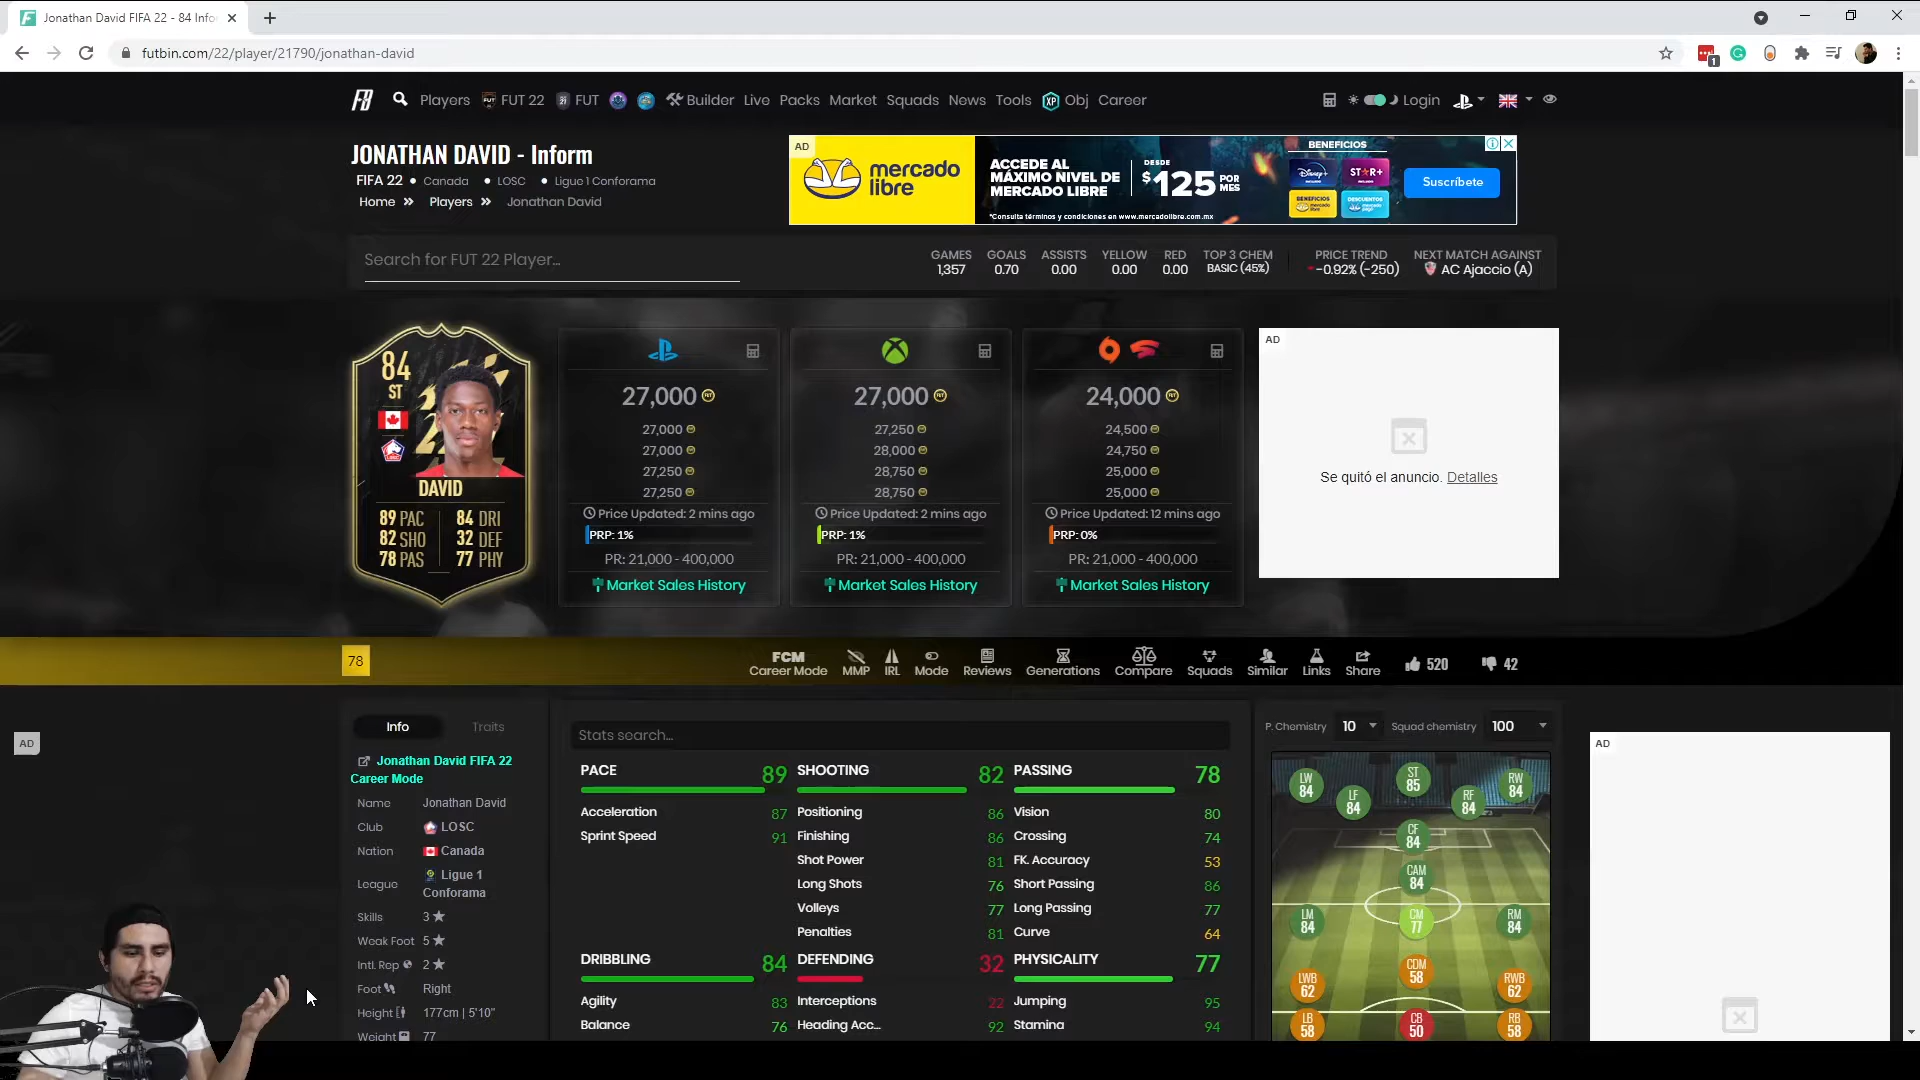 Jonathan David FIFA 22 - 84 Info
futbin.com/22/player/21790/jonathan-david
1
Players FUT 22 FUT Builder Live Packs Market Squads News Tools XP Obj Career Login
JONATHAN DAVID - Inform
FIFA 22 • Canada • LOSC • Ligue 1 Conforama
Home » Players » Jonathan David
AD
mercado libre
ACCEDE AL MÁXIMO NIVEL DE MERCADO LIBRE
DESDE $125 POR MES
*Consulta términos y condiciones en www.mercadolibre.com.mx
BENEFICIOS
Disney+ STAR+
Suscríbete
Search for FUT 22 Player...
GAMES GOALS ASSISTS YELLOW RED TOP 3 CHEM PRICE TREND NEXT MATCH AGAINST
1,357 0.70 0.00 0.00 0.00 BASIC (45%) -0.92% (-250) AC Ajaccio (A)
84
ST
DAVID
89 PAC 84 DRI
82 SHO 32 DEF
78 PAS 77 PHY
27,000
27,000
27,000
27,250
27,250
Price Updated: 2 mins ago
PRP: 1%
PR: 21,000 - 400,000
Market Sales History
27,000
27,250
28,000
28,750
28,750
Price Updated: 2 mins ago
PRP: 1%
PR: 21,000 - 400,000
Market Sales History
24,000
24,500
24,750
25,000
25,000
Price Updated: 12 mins ago
PRP: 0%
PR: 21,000 - 400,000
Market Sales History
AD
Se quitó el anuncio. Detalles
78
FCM
Career Mode MMP IRL Mode Reviews Generations Compare Squads Similar Links Share 520 42
AD
Info Traits
Jonathan David FIFA 22
Career Mode
Name Jonathan David
Club LOSC
Nation Canada
League Ligue 1
Conforama
Skills 3
Weak Foot 5
Intl. Rep 2
Foot Right
Height 177cm | 5'10"
Weight 77
Stats search...
PACE 89
Acceleration 87
Sprint Speed 91
SHOOTING 82
Positioning 86
Finishing 86
Shot Power 81
Long Shots 76
Volleys 77
Penalties 81
PASSING 78
Vision 80
Crossing 74
FK. Accuracy 53
Short Passing 86
Long Passing 77
Curve 64
DRIBBLING 84
Agility 83
Balance 76
DEFENDING 32
Interceptions 22
Heading Acc... 92
PHYSICALITY 77
Jumping 95
Stamina 94
P. Chemistry 10 Squad chemistry 100
LW 84
ST 85
RW 84
LF 84
RF 84
CF 84
CAM 84
LM 84
CM 77
RM 84
CDM 58
LWB 62
RWB 62
LB 58
CB 50
RB 58
AD